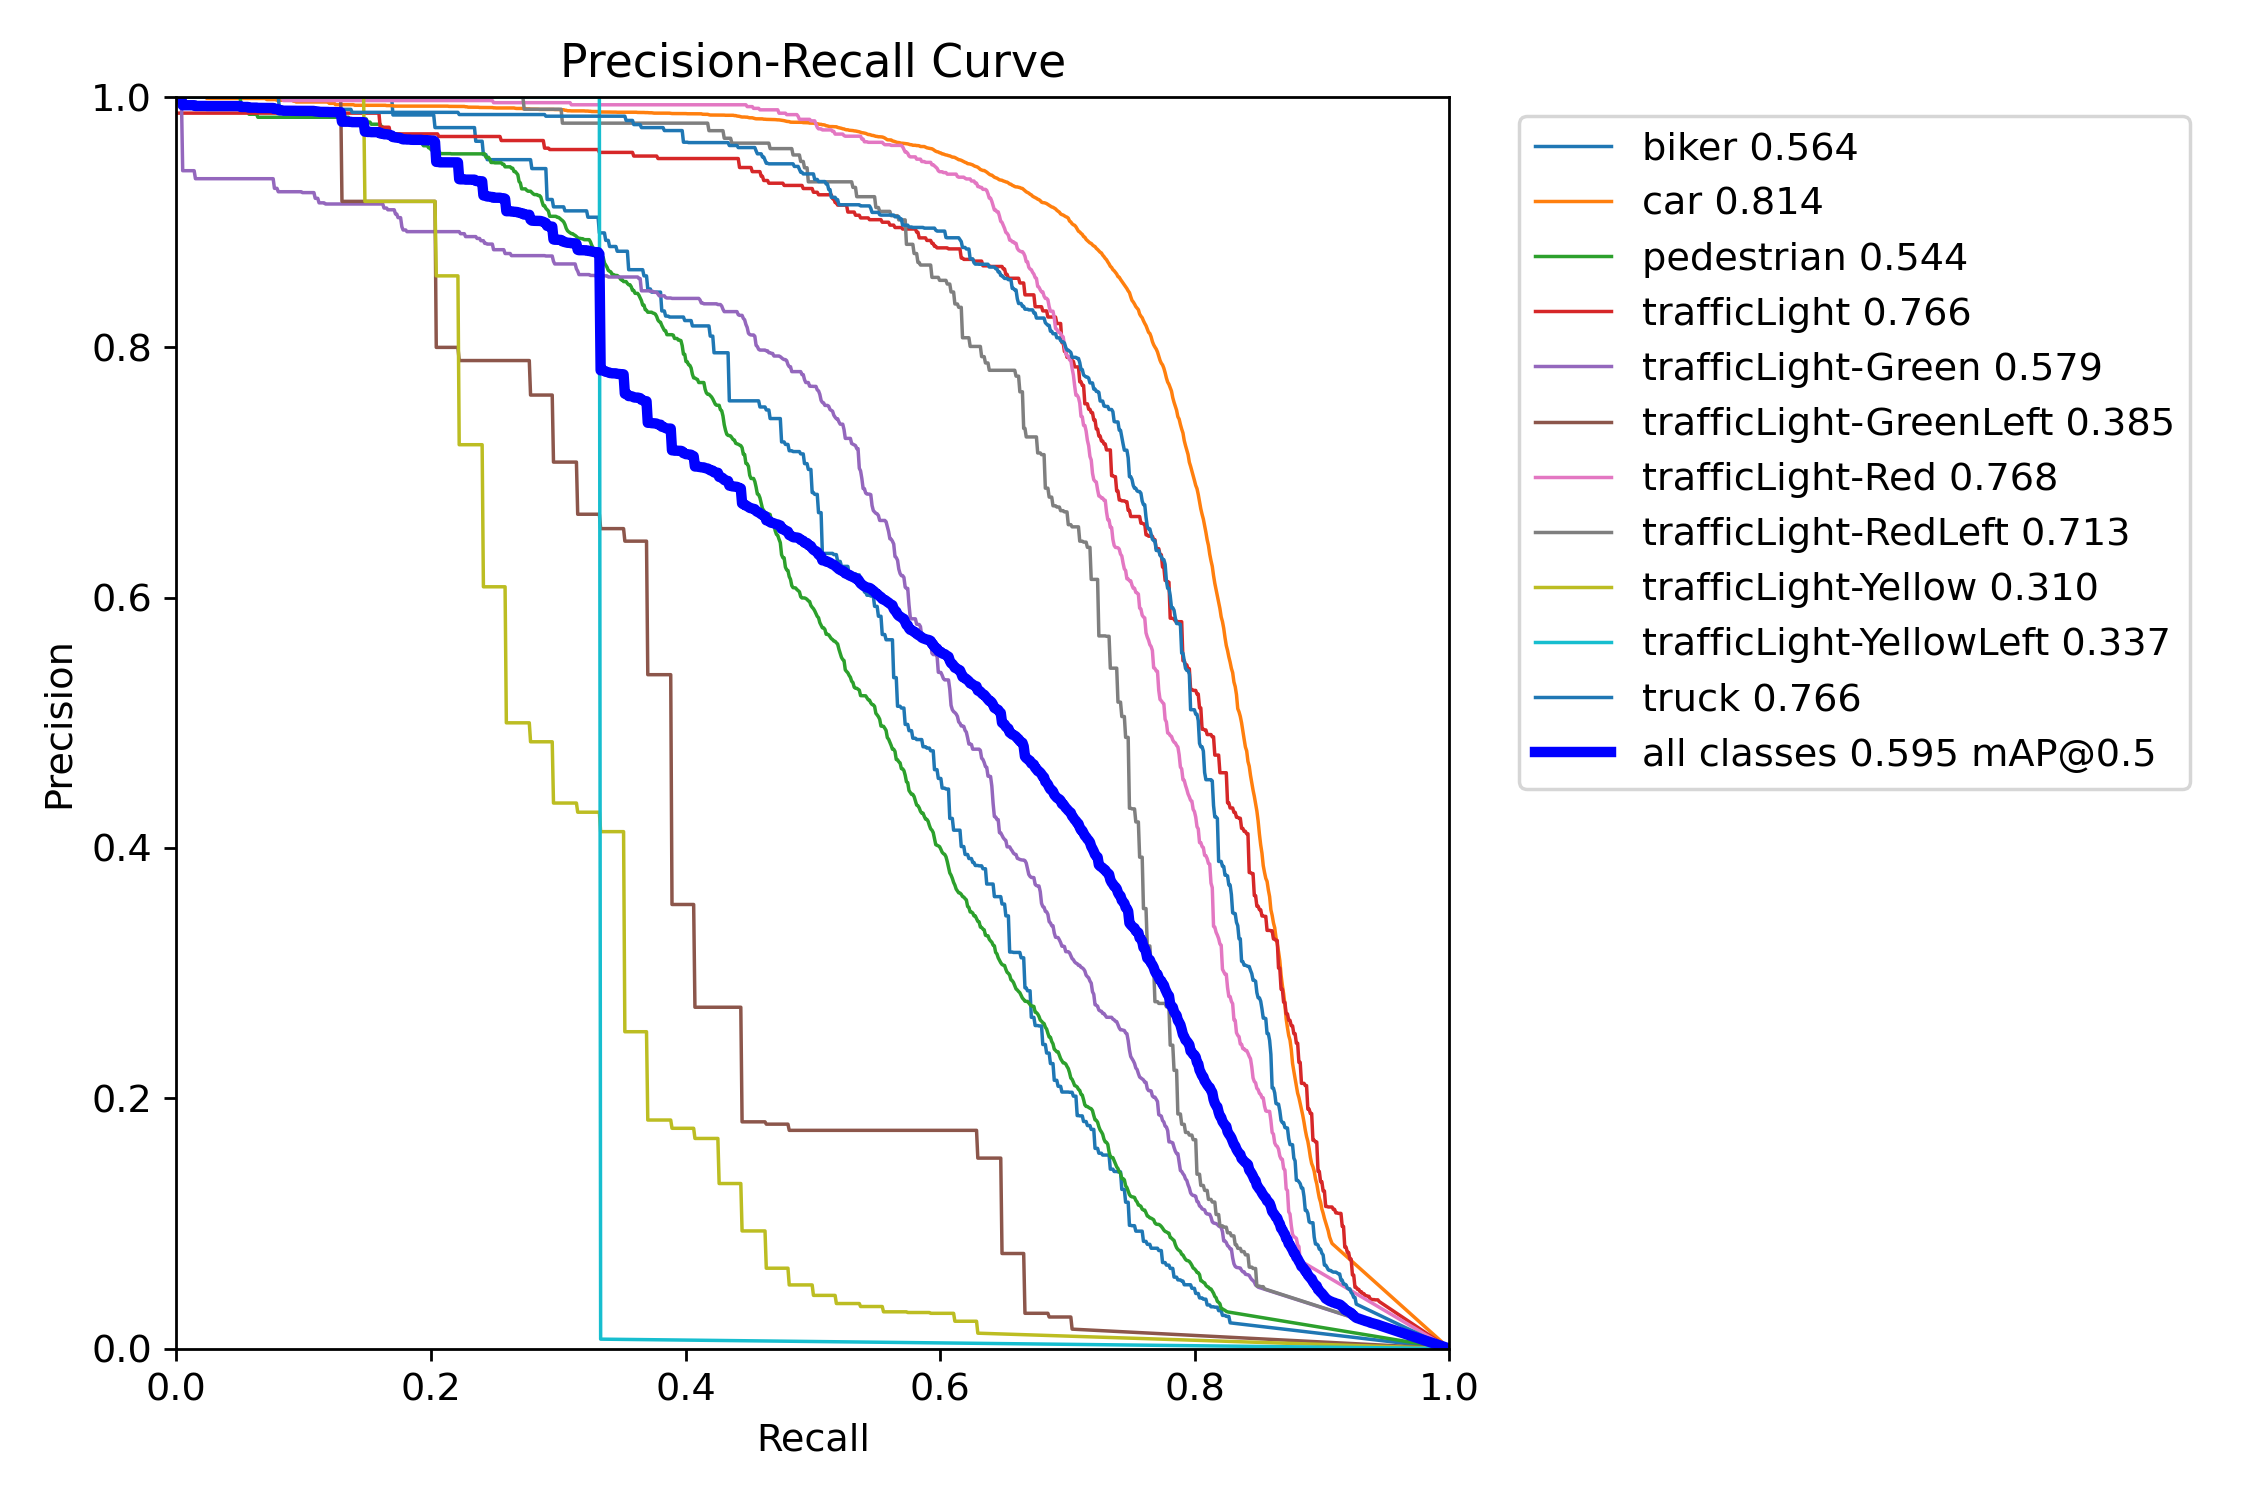 Precision-Recall Curve
1.0
0.8
0.6
0.4
0.2
0.0
Precision
0.0 0.2 0.4 0.6 0.8 1.0
Recall
biker 0.564
car 0.814
pedestrian 0.544
trafficLight 0.766
trafficLight-Green 0.579
trafficLight-GreenLeft 0.385
trafficLight-Red 0.768
trafficLight-RedLeft 0.713
trafficLight-Yellow 0.310
trafficLight-YellowLeft 0.337
truck 0.766
all classes 0.595 mAP@0.5